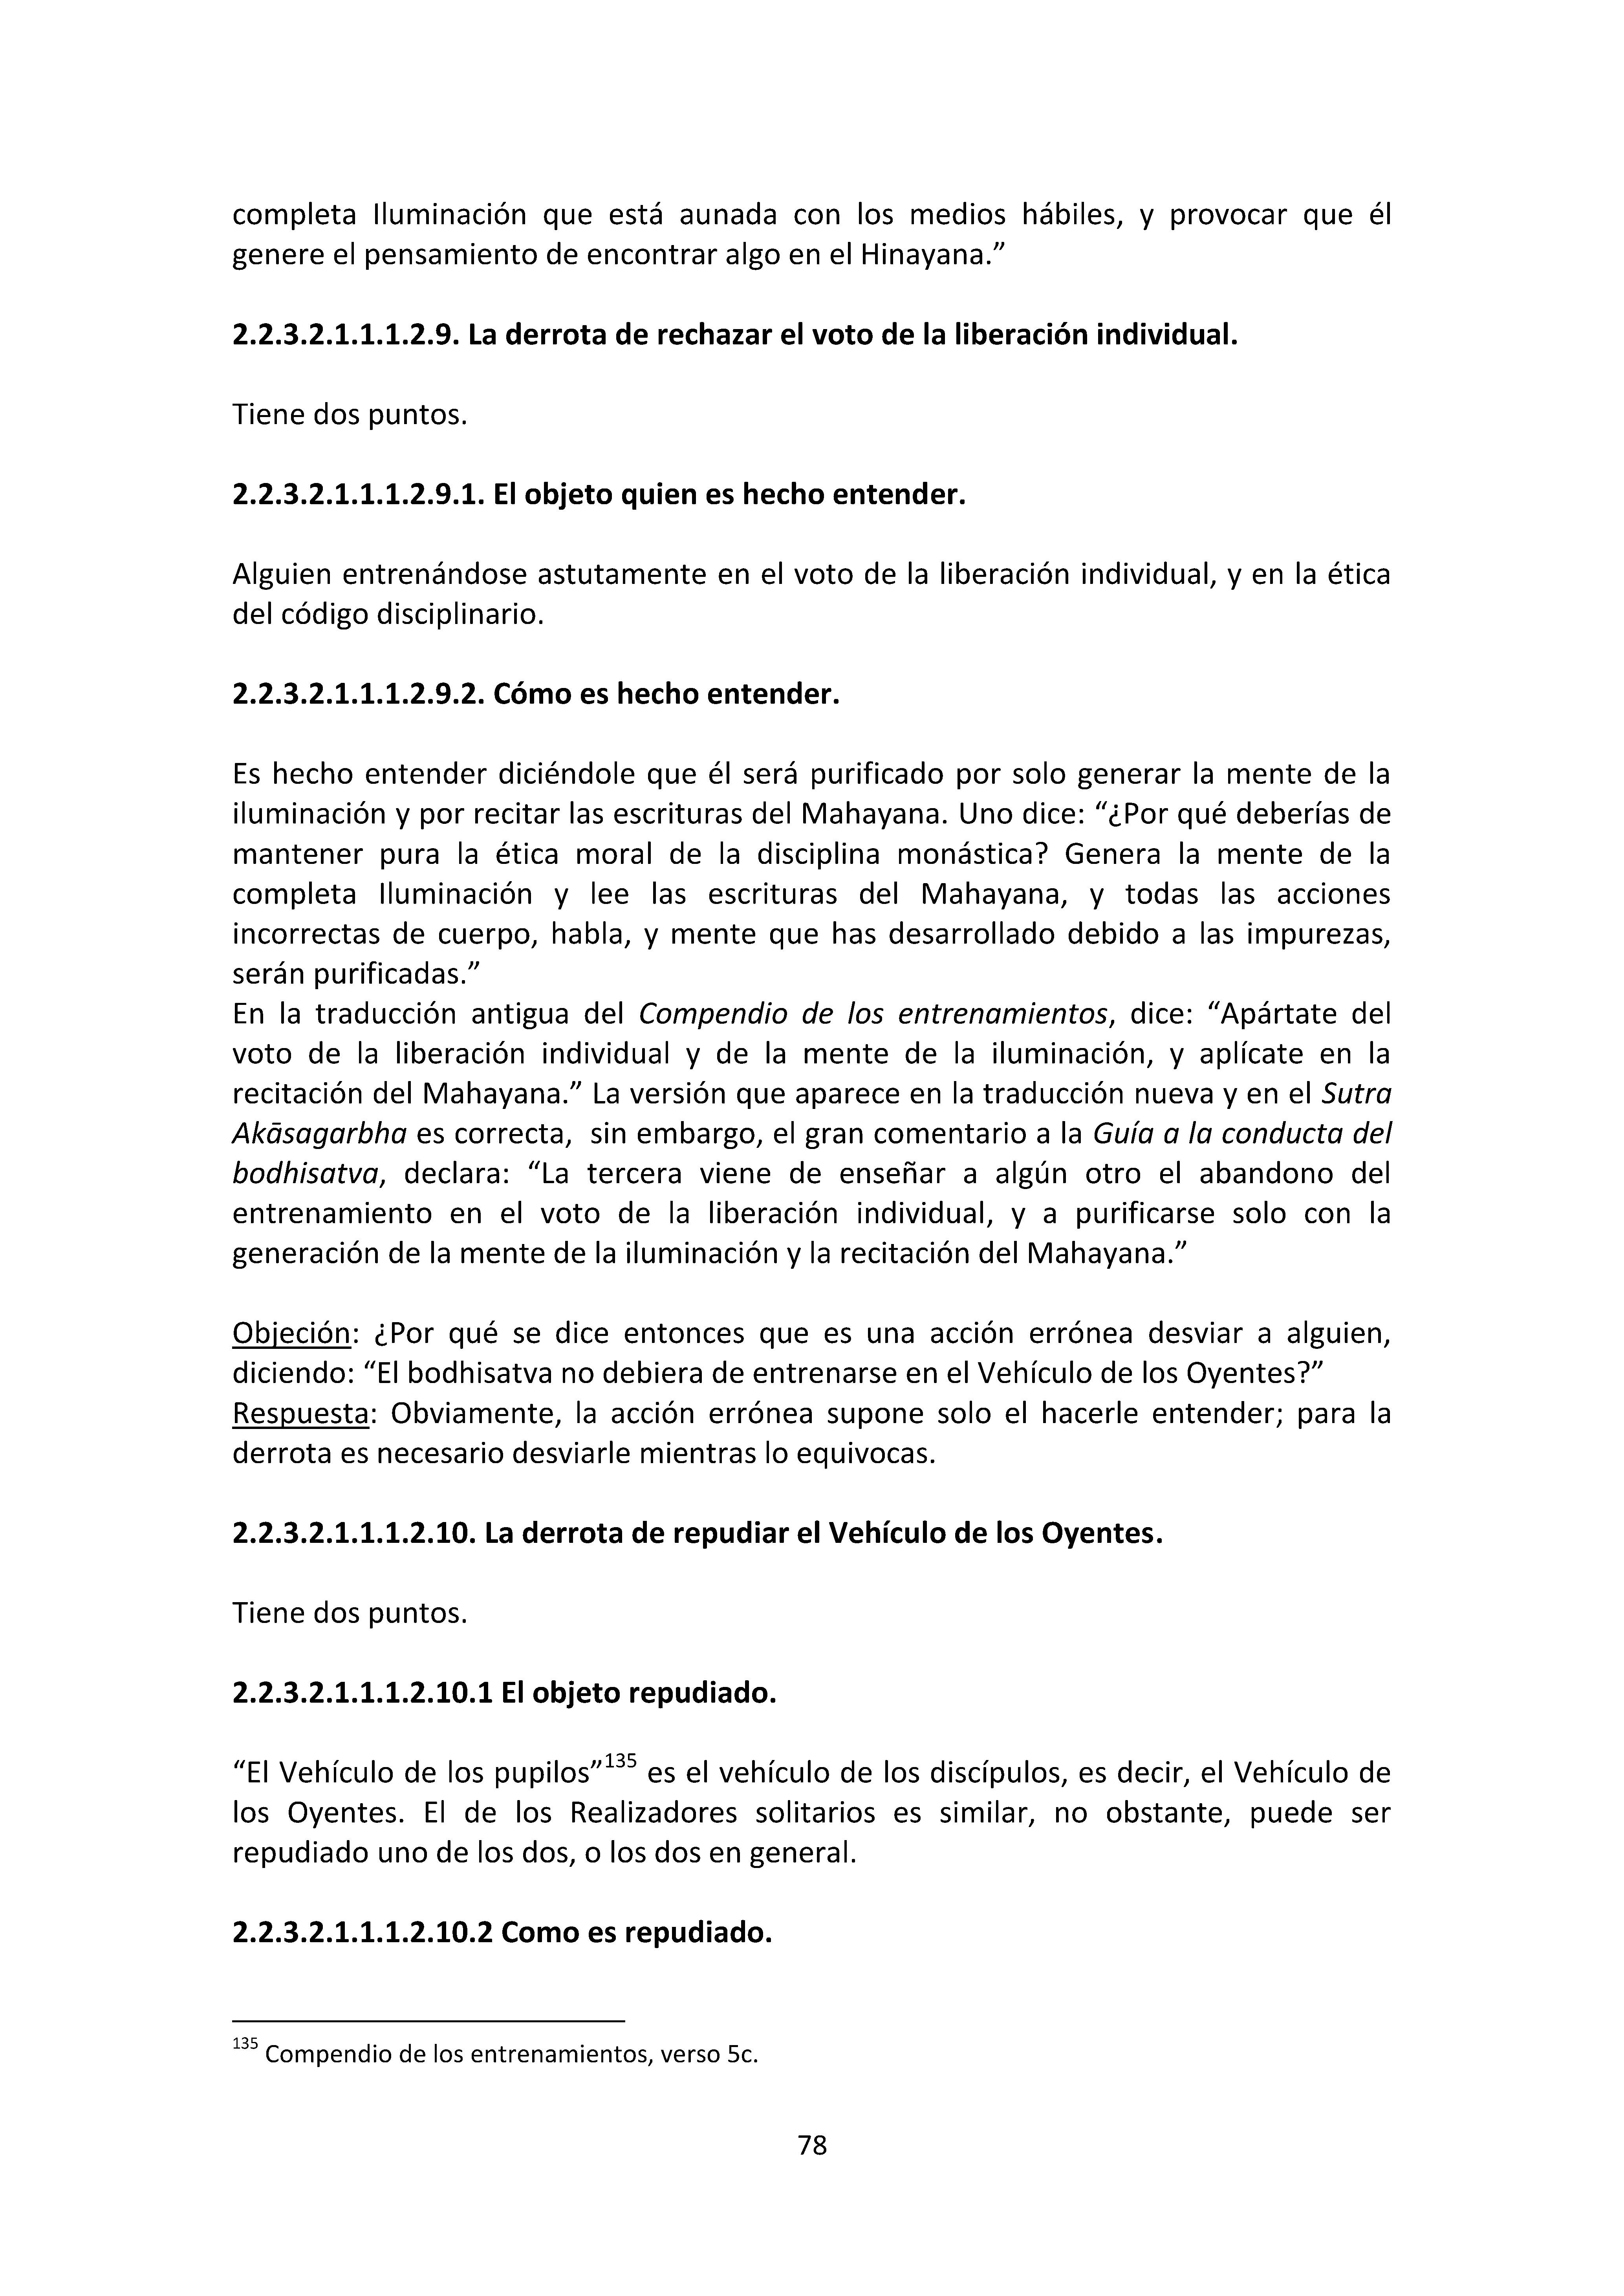 completa Iluminación que está aunada con los medios hábiles, y provocar que él
genere el pensamiento de encontrar algo en el Hinayana.”
2.2.3.2.1.1.1.2.9. La derrota de rechazar el voto de la liberación individual.
Tiene dos puntos.
2.2.3.2.1.1.1.2.9.1. El objeto quien es hecho entender.
Alguien entrenándose astutamente en el voto de la liberación individual, y en la ética
del código disciplinario.
2.2.3.2.1.1.1.2.9.2. Cómo es hecho entender.
Es hecho entender diciéndole que él será purificado por solo generar la mente de la
iluminación y por recitar las escrituras del Mahayana. Uno dice: “¿Por qué deberías de
mantener pura la ética moral de la disciplina monástica? Genera la mente de la
completa Iluminación y lee las escrituras del Mahayana, y todas las acciones
incorrectas de cuerpo, habla, y mente que has desarrollado debido a las impurezas,
serán purificadas.”
En la traducción antigua del Compendio de los entrenamientos, dice: “Apártate del
voto de la liberación individual y de la mente de la iluminación, y aplícate en la
recitación del Mahayana.” La versión que aparece en la traducción nueva y en el Sutra
Akāsagarbha es correcta, sin embargo, el gran comentario a la Guía a la conducta del
bodhisatva, declara: “La tercera viene de enseñar a algún otro el abandono del
entrenamiento en el voto de la liberación individual, y a purificarse solo con la
generación de la mente de la iluminación y la recitación del Mahayana.”
Objeción: ¿Por qué se dice entonces que es una acción errónea desviar a alguien,
diciendo: “El bodhisatva no debiera de entrenarse en el Vehículo de los Oyentes?”
Respuesta: Obviamente, la acción errónea supone solo el hacerle entender; para la
derrota es necesario desviarle mientras lo equivocas.
2.2.3.2.1.1.1.2.10. La derrota de repudiar el Vehículo de los Oyentes.
Tiene dos puntos.
2.2.3.2.1.1.1.2.10.1 El objeto repudiado.
“El Vehículo de los pupilos”135 es el vehículo de los discípulos, es decir, el Vehículo de
los Oyentes. El de los Realizadores solitarios es similar, no obstante, puede ser
repudiado uno de los dos, o los dos en general.
2.2.3.2.1.1.1.2.10.2 Como es repudiado.
135 Compendio de los entrenamientos, verso 5c.
78